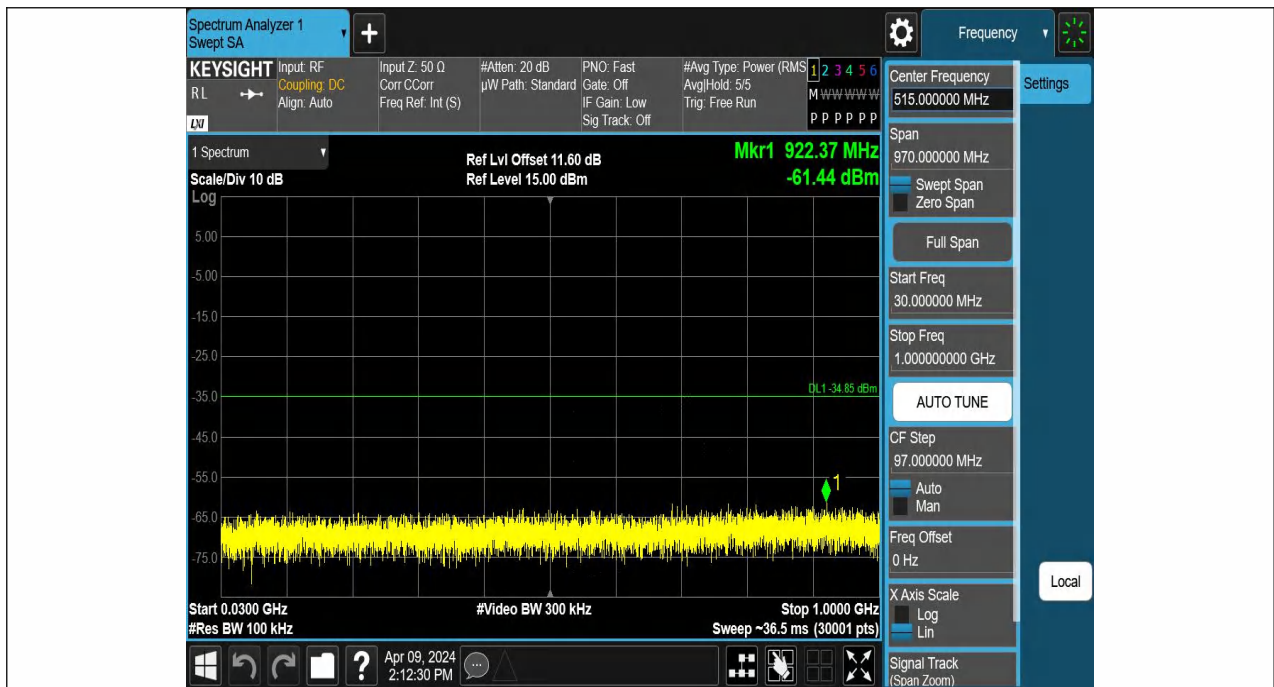 Spectrum Analyzer 1
Swept SA
+
Frequency
KEYSIGHT
RL
LXI
Input: RF
Coupling: DC
Align: Auto
Input Z: 50 Ω
Corr CCorr
Freq Ref: Int (S)
#Atten: 20 dB
µW Path: Standard
PNO: Fast
Gate: Off
IF Gain: Low
Sig Track: Off
#Avg Type: Power (RMS
Avg|Hold: 5/5
Trig: Free Run
1 2 3 4 5 6
M W W W W W
P P P P P P
1 Spectrum
Scale/Div 10 dB
Log
Ref Lvl Offset 11.60 dB
Ref Level 15.00 dBm
Mkr1 922.37 MHz
-61.44 dBm
5.00
-5.00
-15.0
-25.0
DL1 -34.85 dBm
-35.0
-45.0
-55.0
1
-65.0
-75.0
Start 0.0300 GHz
#Res BW 100 kHz
#Video BW 300 kHz
Stop 1.0000 GHz
Sweep ~36.5 ms (30001 pts)
Center Frequency
515.000000 MHz
Settings
Span
970.000000 MHz
Swept Span
Zero Span
Full Span
Start Freq
30.000000 MHz
Stop Freq
1.000000000 GHz
AUTO TUNE
CF Step
97.000000 MHz
Auto
Man
Freq Offset
0 Hz
Local
X Axis Scale
Log
Lin
Signal Track
(Span Zoom)
?
Apr 09, 2024
2:12:30 PM